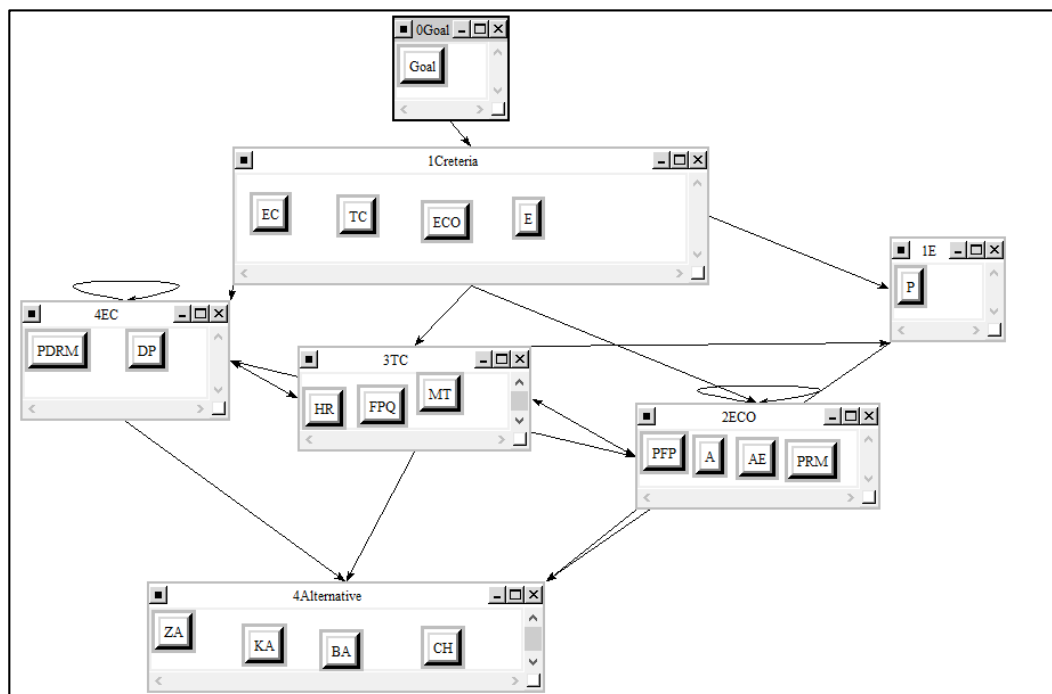 0Goal
Goal
1Creteria
EC
TC
ECO
E
1E
P
4EC
PDRM
DP
3TC
HR
FPQ
MT
2ECO
PFP
A
AE
PRM
4Alternative
ZA
KA
BA
CH